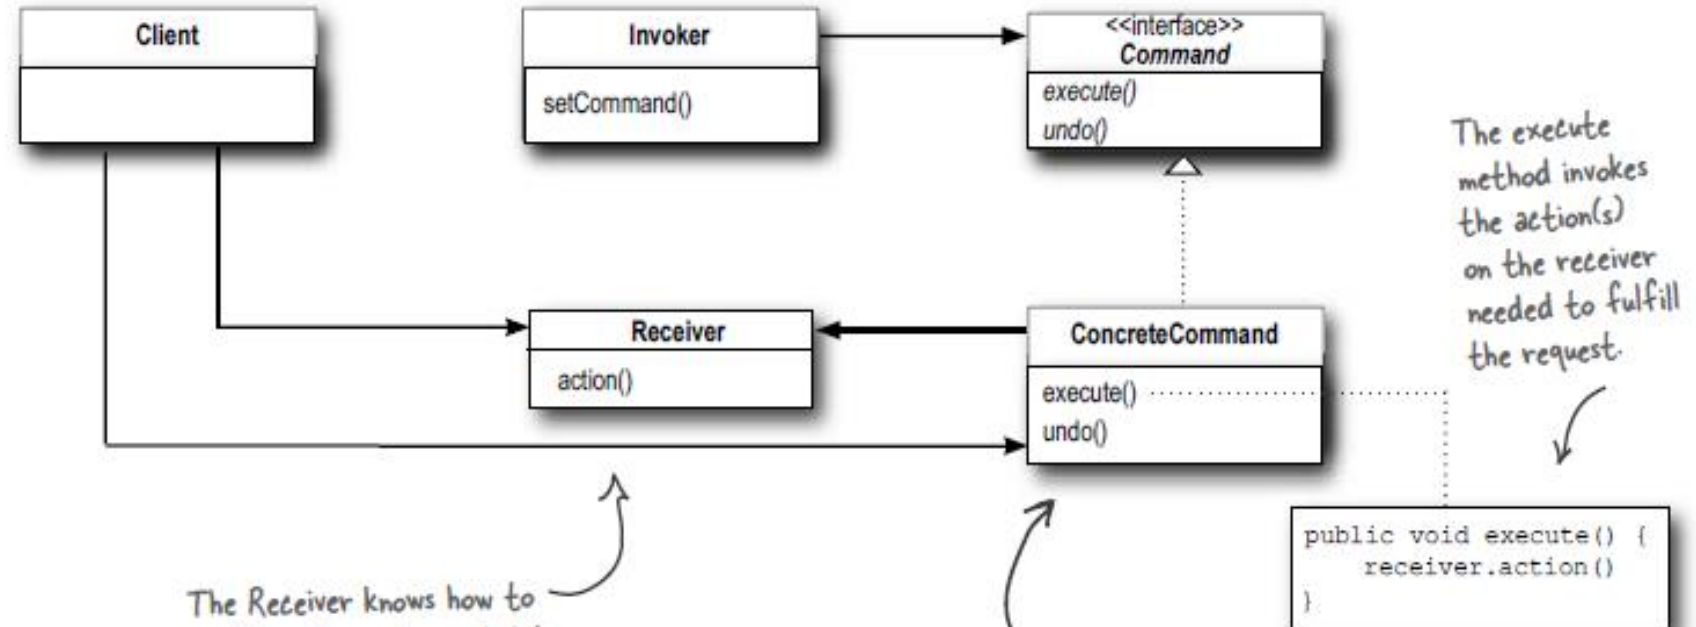 Client
Invoker
setCommand()
<<interface>>
Command
execute()
undo()
The execute
method invokes
the action(s)
on the receiver
needed to fulfill
the request.
Receiver
action()
ConcreteCommand
execute()
undo()
public void execute() {
receiver.action()
}
The Receiver knows how to